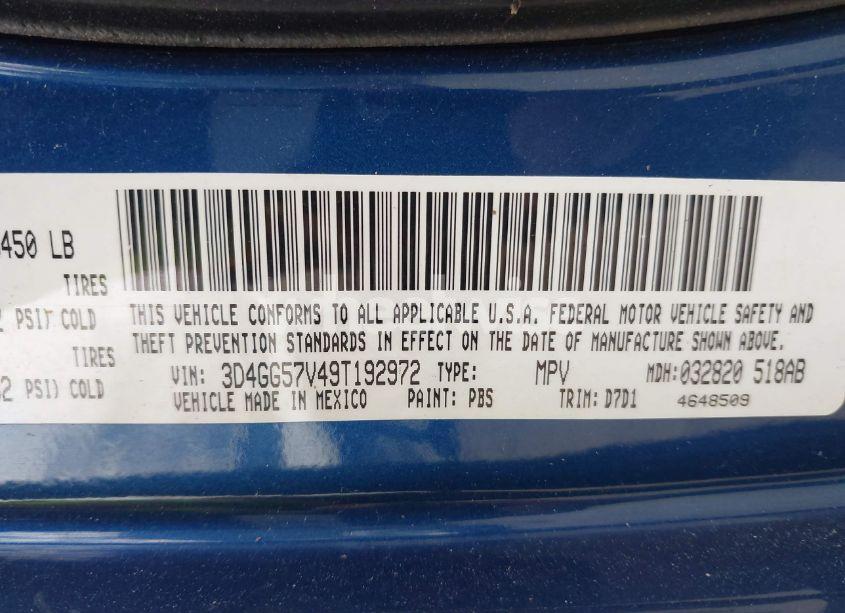 450 LB
TIRES
PSI) COLD
TIRES
2 PSI) COLD
THIS VEHICLE CONFORMS TO ALL APPLICABLE U.S.A. FEDERAL MOTOR VEHICLE SAFETY AND
THEFT PREVENTION STANDARDS IN EFFECT ON THE DATE OF MANUFACTURE SHOWN ABOVE.
VIN: 3D4GG57V49T192972 TYPE: MPV MDH:032820 518AB
VEHICLE MADE IN MEXICO PAINT: PBS TRIM: D7D1 4648509